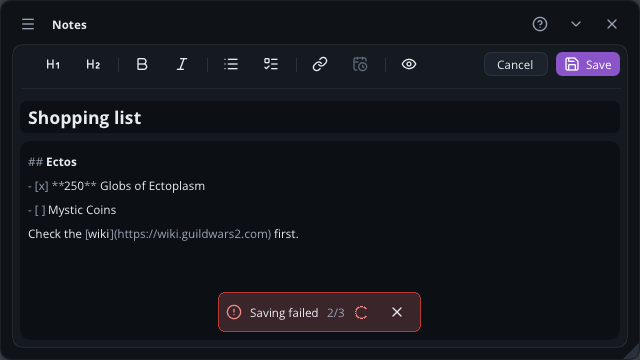 Notes
H1 H2 B I Cancel Save
Shopping list
## Ectos
- [x] **250** Globs of Ectoplasm
- [ ] Mystic Coins
Check the [wiki](https://wiki.guildwars2.com) first.
Saving failed 2/3